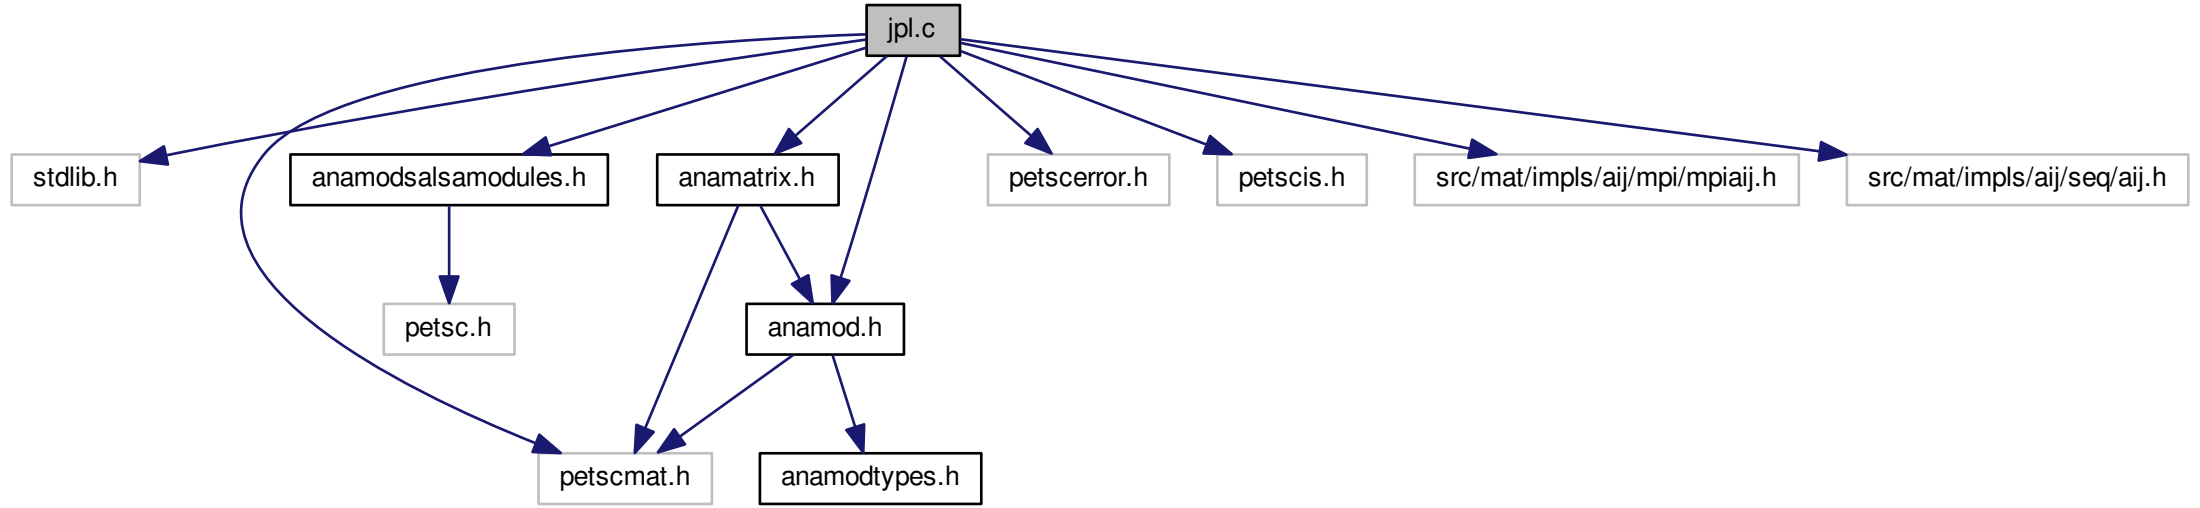 jpl.c
stdlib.h
anamodsalsamodules.h
anamatrix.h
petscerror.h
petscis.h
src/mat/impls/aij/mpi/mpiaij.h
src/mat/impls/aij/seq/aij.h
petsc.h
anamod.h
petscmat.h
anamodtypes.h